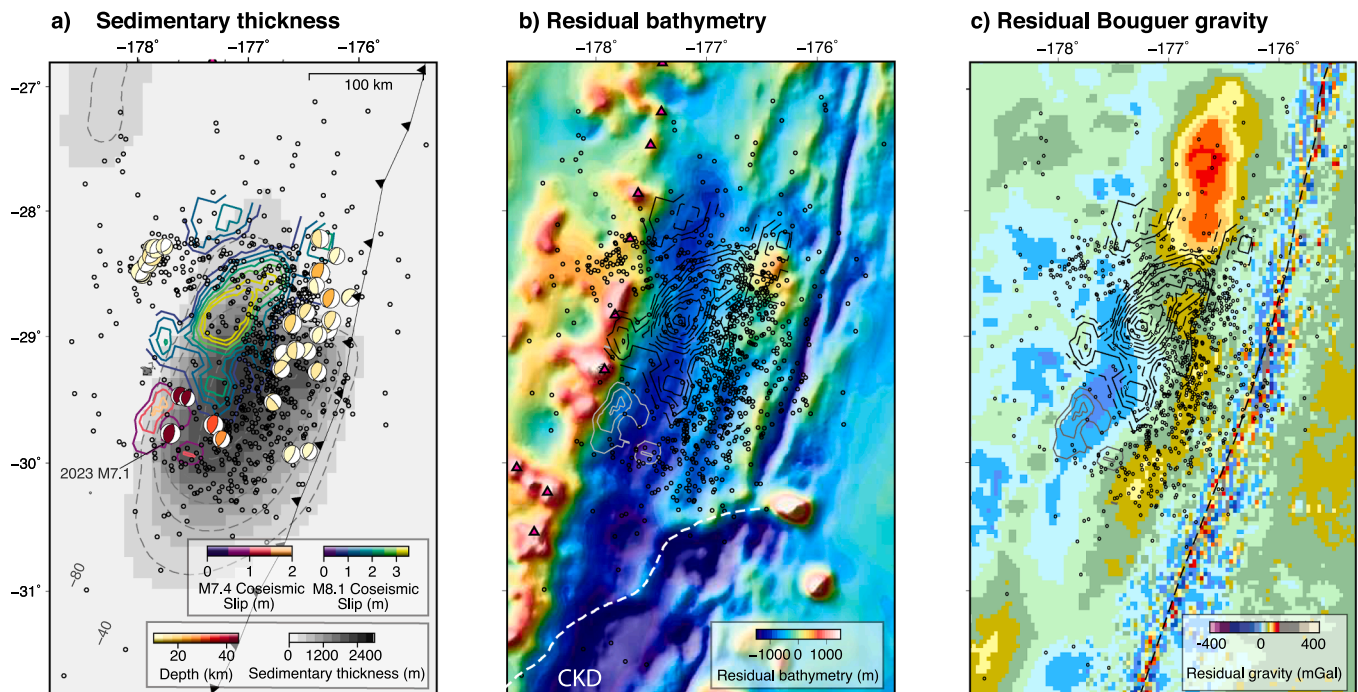 a) Sedimentary thickness
−178˚ −177˚ −176˚
−27˚
−28˚
−29˚
−30˚
−31˚
100 km
2023 M7.1
−80
−40
0 1 2
M7.4 Coseismic
Slip (m)
0 1 2 3
M8.1 Coseismic
Slip (m)
20 40
Depth (km)
0 1200 2400
Sedimentary thickness (m)
b) Residual bathymetry
−178˚ −177˚ −176˚
CKD
−1000 0 1000
Residual bathymetry (m)
c) Residual Bouguer gravity
−178˚ −177˚ −176˚
-400 0 400
Residual gravity (mGal)